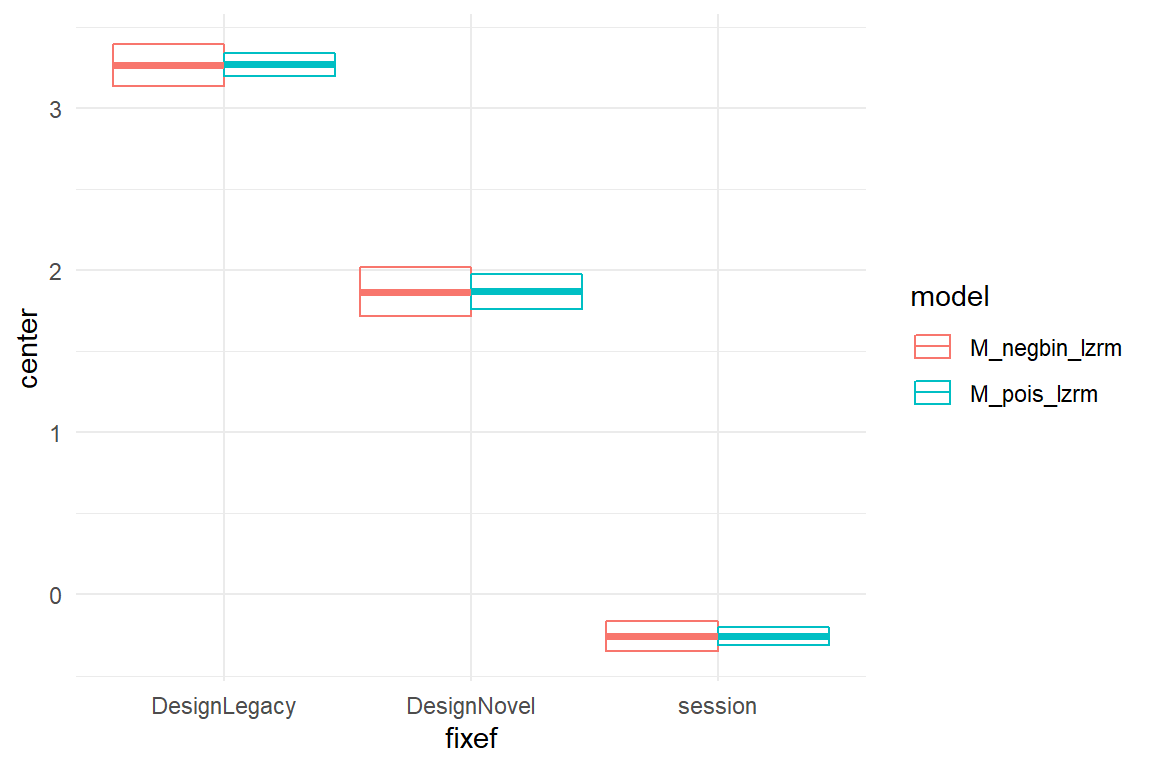 3
2
1
0
center
DesignLegacy
DesignNovel
session
fixef
model
M_negbin_lzrm
M_pois_lzrm